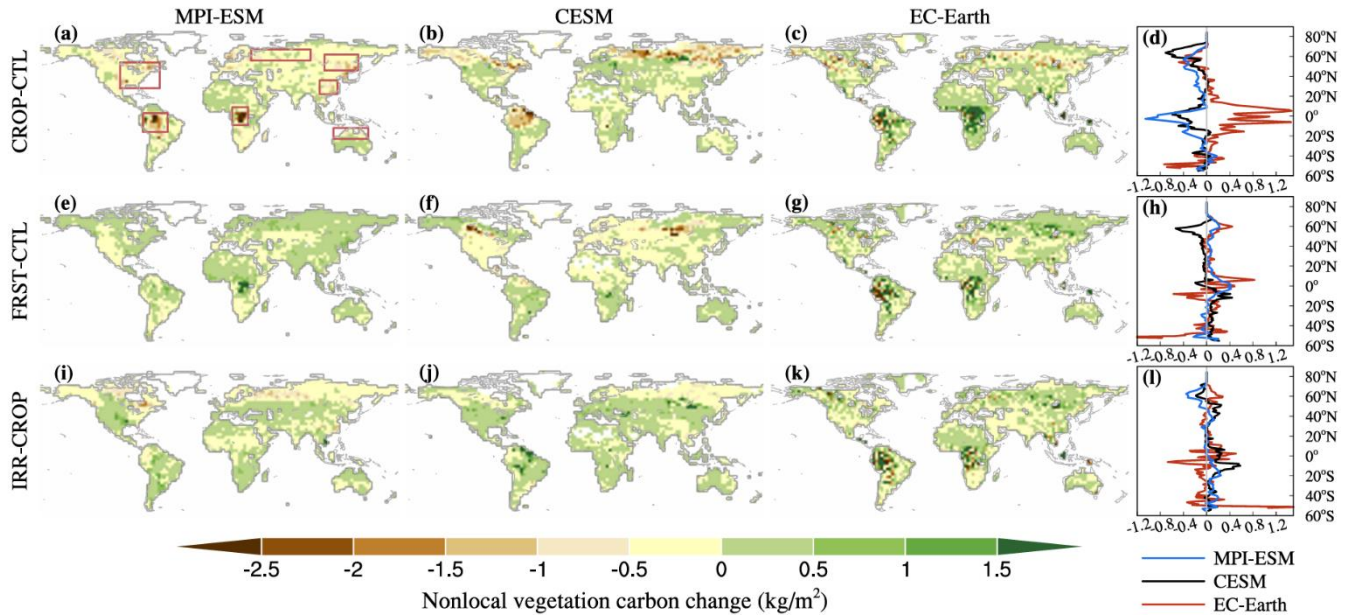 MPI-ESM CESM EC-Earth
CROP-CTL
(a) (b) (c) (d)
80°N
60°N
40°N
20°N
0°
20°S
40°S
60°S
-1.2 -0.8 -0.4 0 0.4 0.8 1.2
FRST-CTL
(e) (f) (g) (h)
80°N
60°N
40°N
20°N
0°
20°S
40°S
60°S
-1.2 -0.8 -0.4 0 0.4 0.8 1.2
IRR-CROP
(i) (j) (k) (l)
80°N
60°N
40°N
20°N
0°
20°S
40°S
60°S
-1.2 -0.8 -0.4 0 0.4 0.8 1.2
-2.5 -2 -1.5 -1 -0.5 0 0.5 1 1.5
Nonlocal vegetation carbon change (kg/m²)
MPI-ESM
CESM
EC-Earth